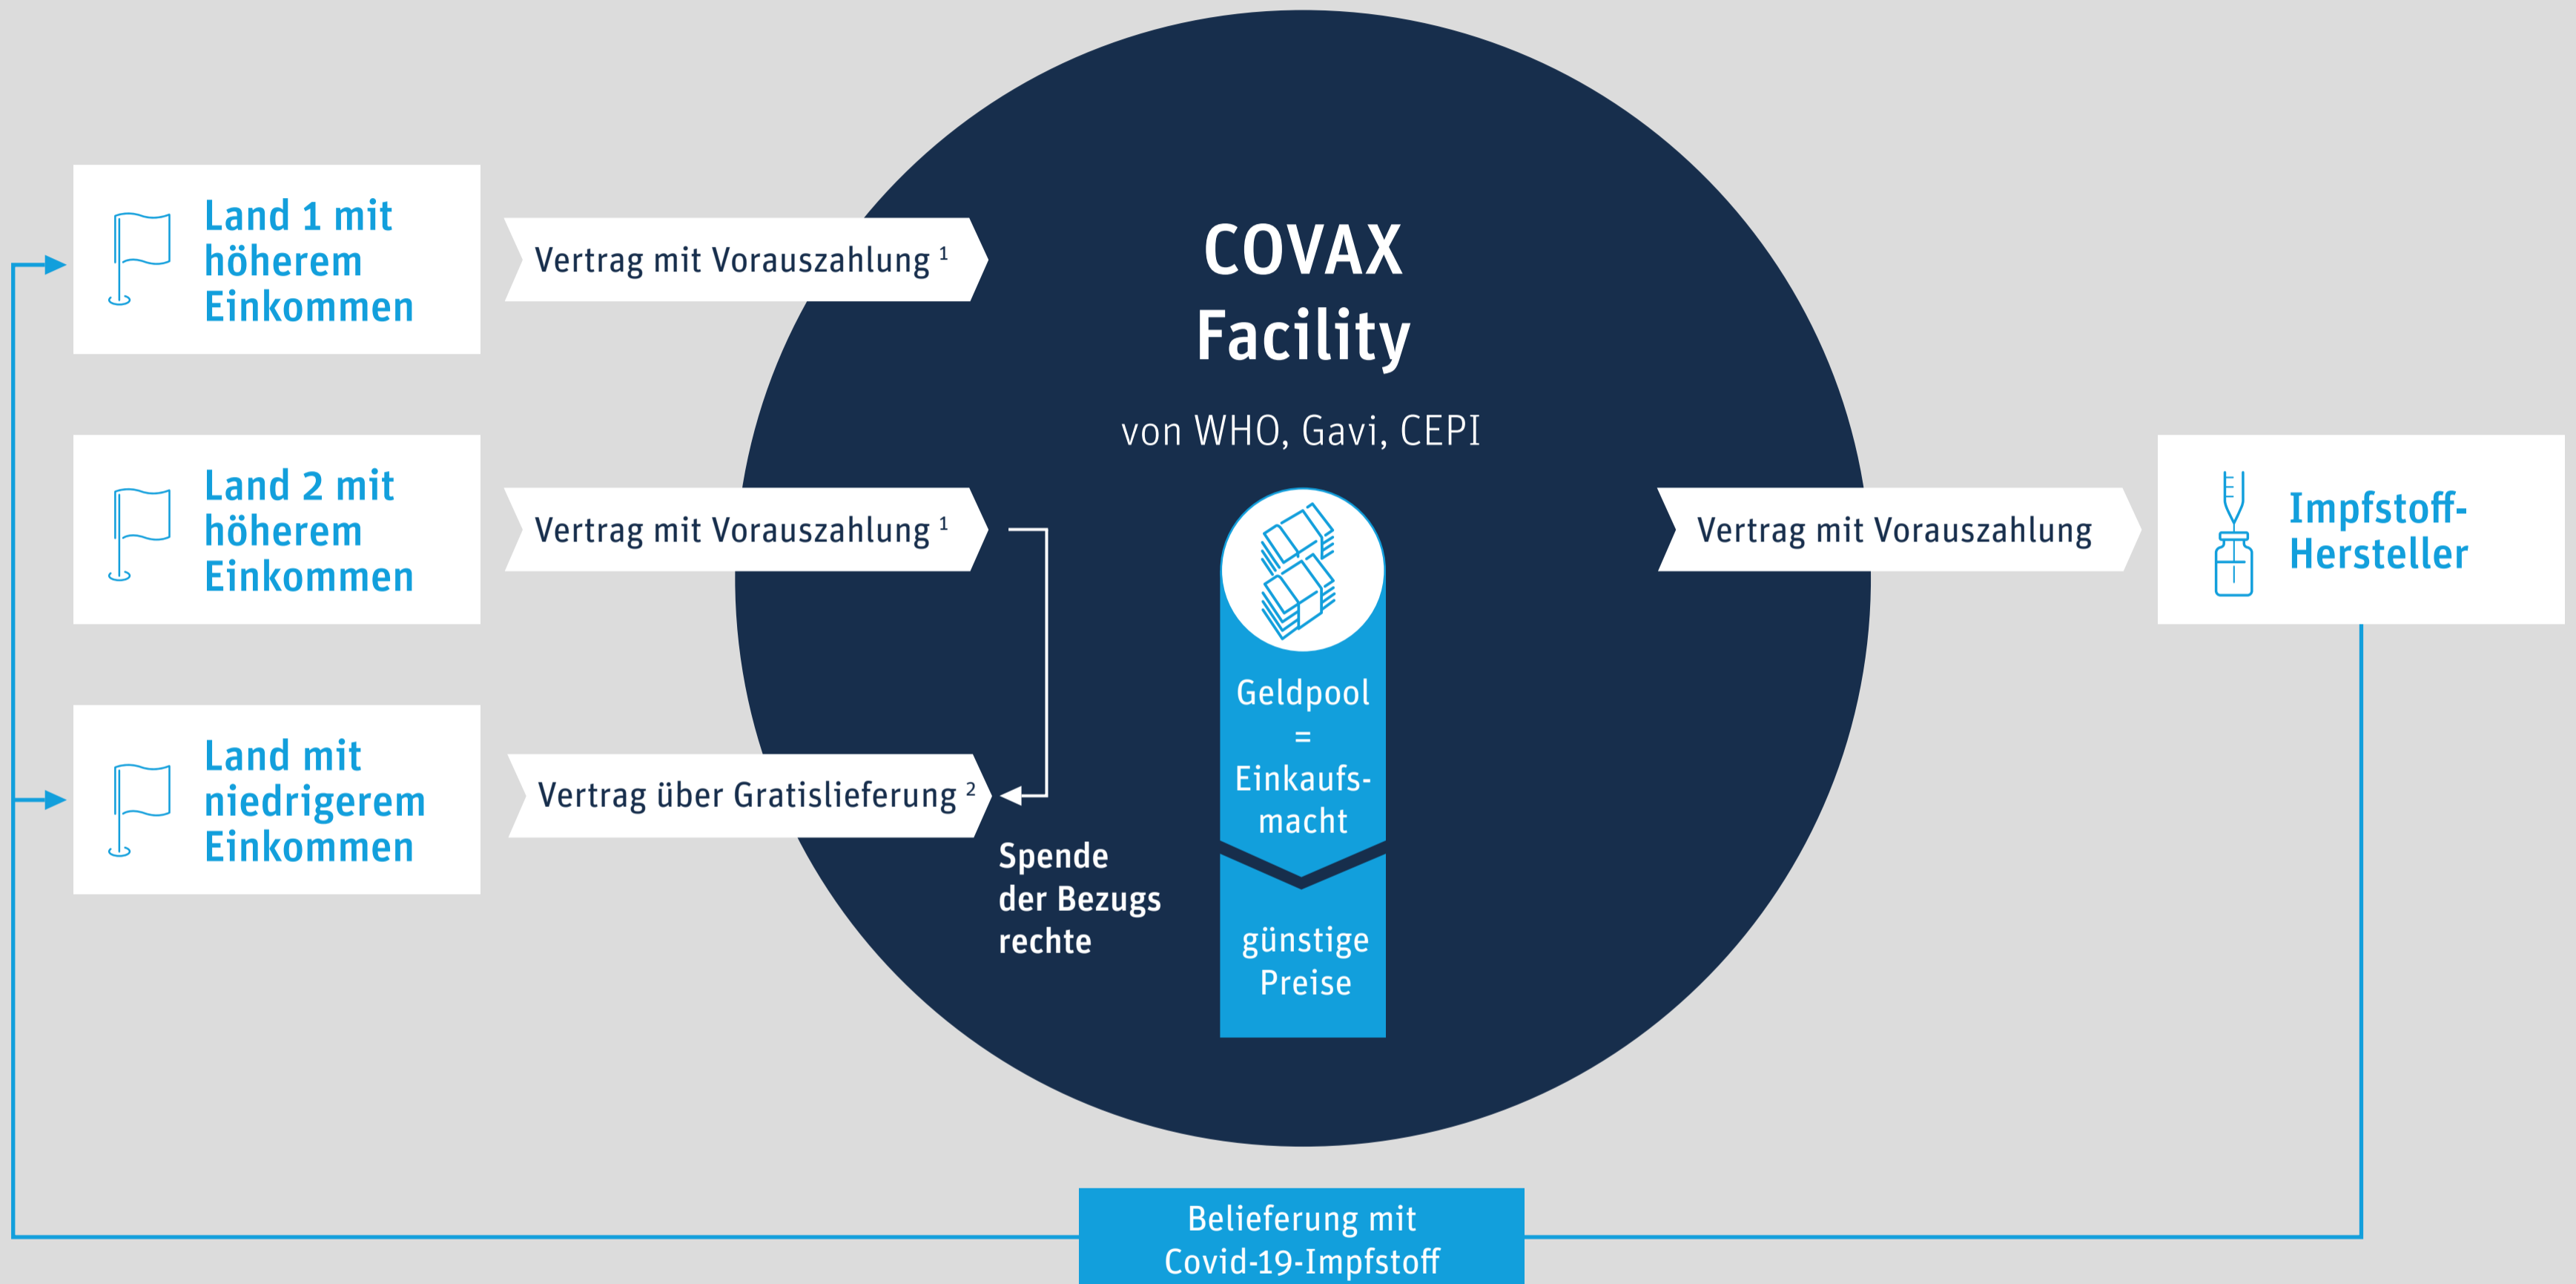 Land 1 mit
höherem
Einkommen
Vertrag mit Vorauszahlung ¹
Land 2 mit
höherem
Einkommen
Vertrag mit Vorauszahlung ¹
Land mit
niedrigerem
Einkommen
Vertrag über Gratislieferung ²
Spende
der Bezugs
rechte
COVAX
Facility
von WHO, Gavi, CEPI
Geldpool
=
Einkaufs-
macht
günstige
Preise
Vertrag mit Vorauszahlung
Impfstoff-
Hersteller
Belieferung mit
Covid-19-Impfstoff